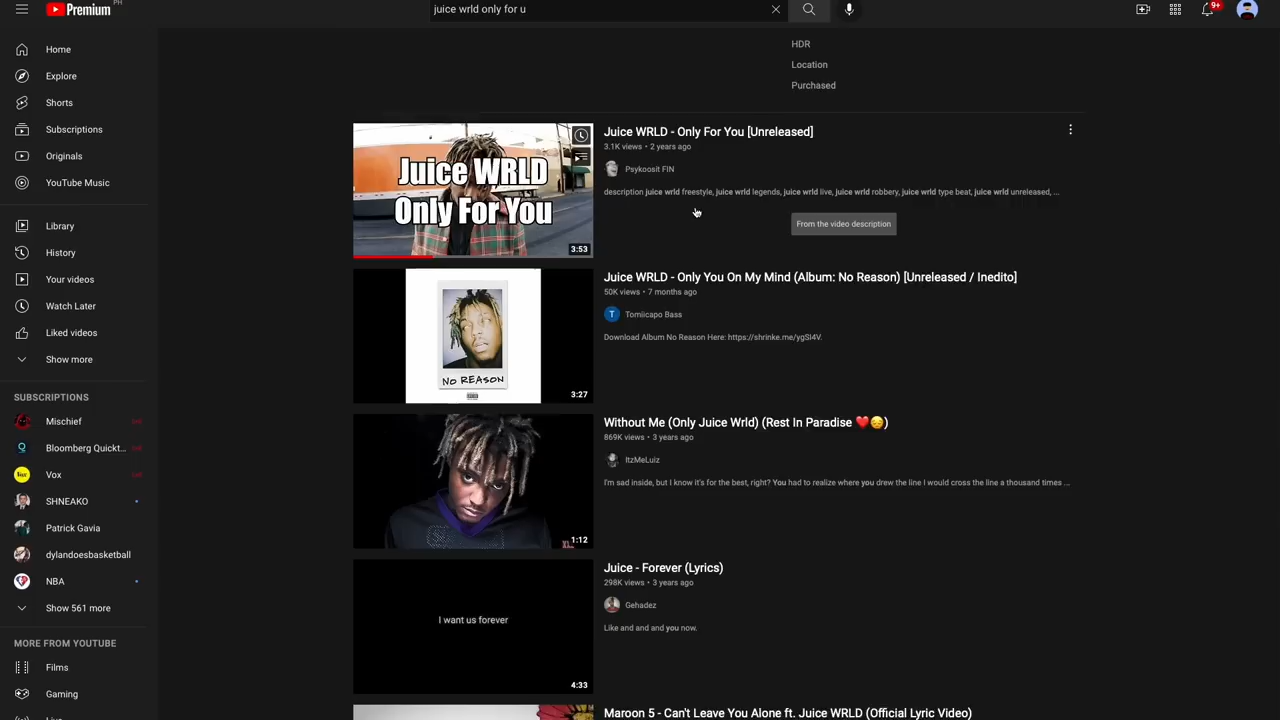 Premium
PH
juice wrld only for u
9+
Home
Explore
Shorts
Subscriptions
Originals
YouTube Music
Library
History
Your videos
Watch Later
Liked videos
Show more
SUBSCRIPTIONS
Mischief
Bloomberg Quickt...
Vox
SHNEAKO
Patrick Gavia
dylandoesbasketball
NBA
Show 561 more
MORE FROM YOUTUBE
Films
Gaming
HDR
Location
Purchased
Juice WRLD
Only For You
3:53
Juice WRLD - Only For You [Unreleased]
3.1K views • 2 years ago
Psykoosit FIN
description juice wrld freestyle, juice wrld legends, juice wrld live, juice wrld robbery, juice wrld type beat, juice wrld unreleased, ...
From the video description
NO REASON
3:27
Juice WRLD - Only You On My Mind (Album: No Reason) [Unreleased / Inedito]
50K views • 7 months ago
T
Tomiicapo Bass
Download Album No Reason Here: https://shrinke.me/ygSI4V.
1:12
Without Me (Only Juice Wrld) (Rest In Paradise ❤️😔)
869K views • 3 years ago
ItzMeLuiz
I'm sad inside, but I know it's for the best, right? You had to realize where you drew the line I would cross the line a thousand times ...
I want us forever
4:33
Juice - Forever (Lyrics)
298K views • 3 years ago
Gehadez
Like and and and you now.
Maroon 5 - Can't Leave You Alone ft. Juice WRLD (Official Lyric Video)